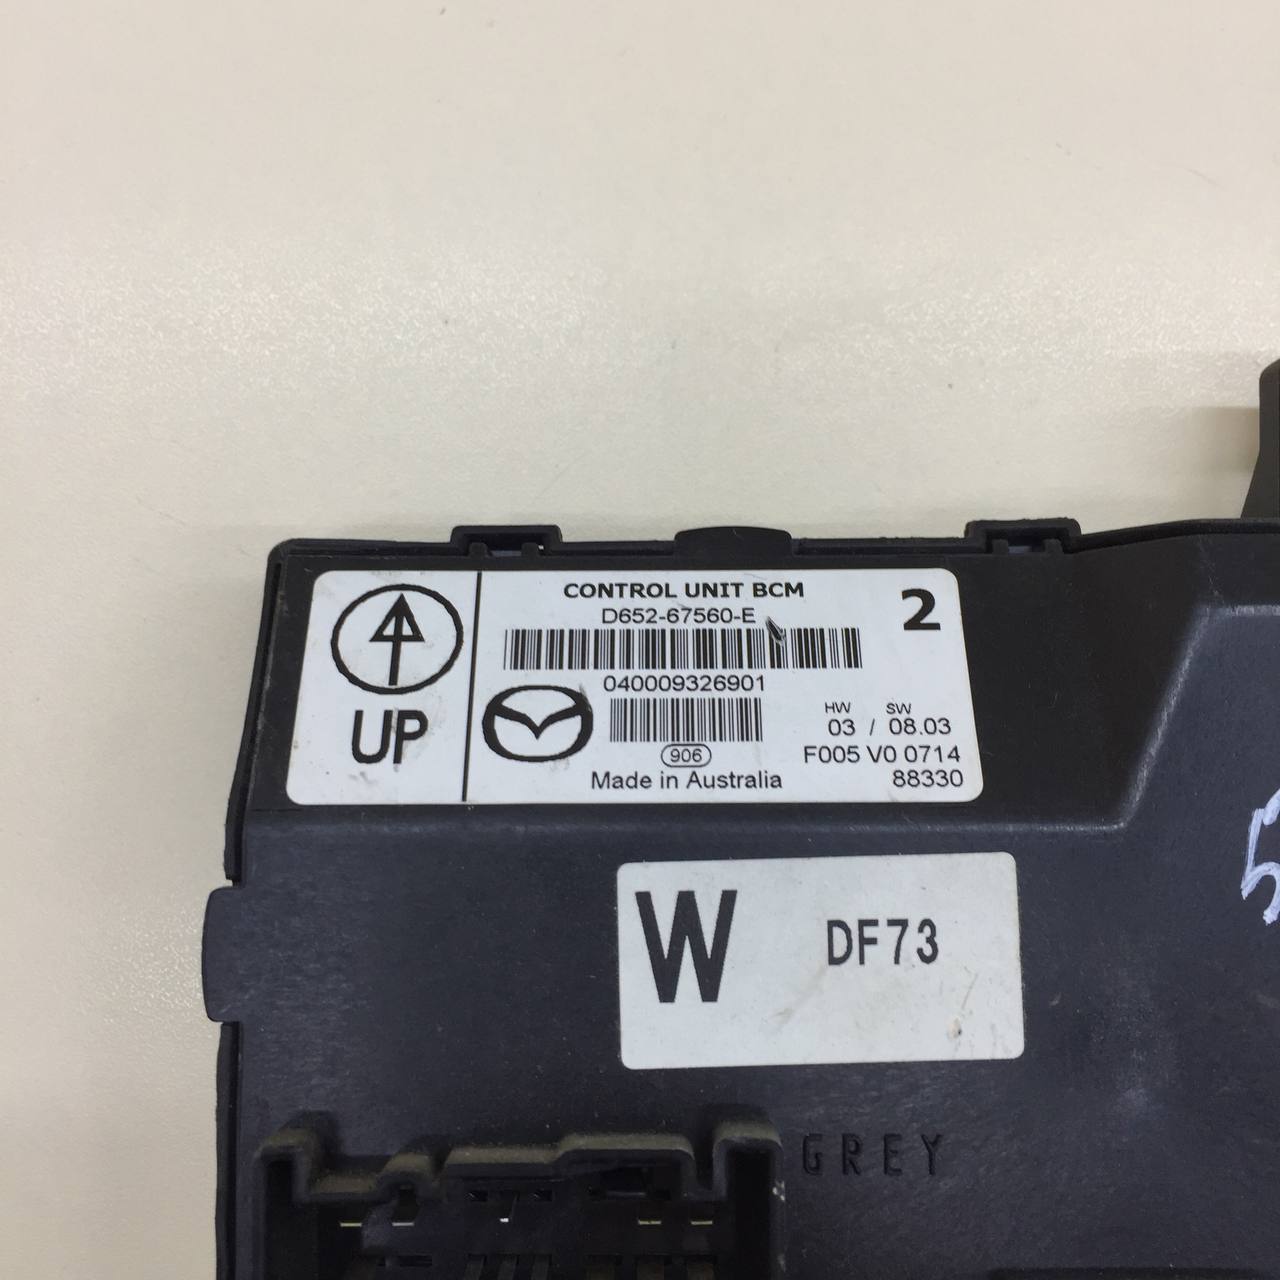 CONTROL UNIT BCM
2
D652-67560-E
040009326901
HW SW
03 / 08.03
906
F005 V0 0714
Made in Australia
88330
UP
W DF73
GREY
5